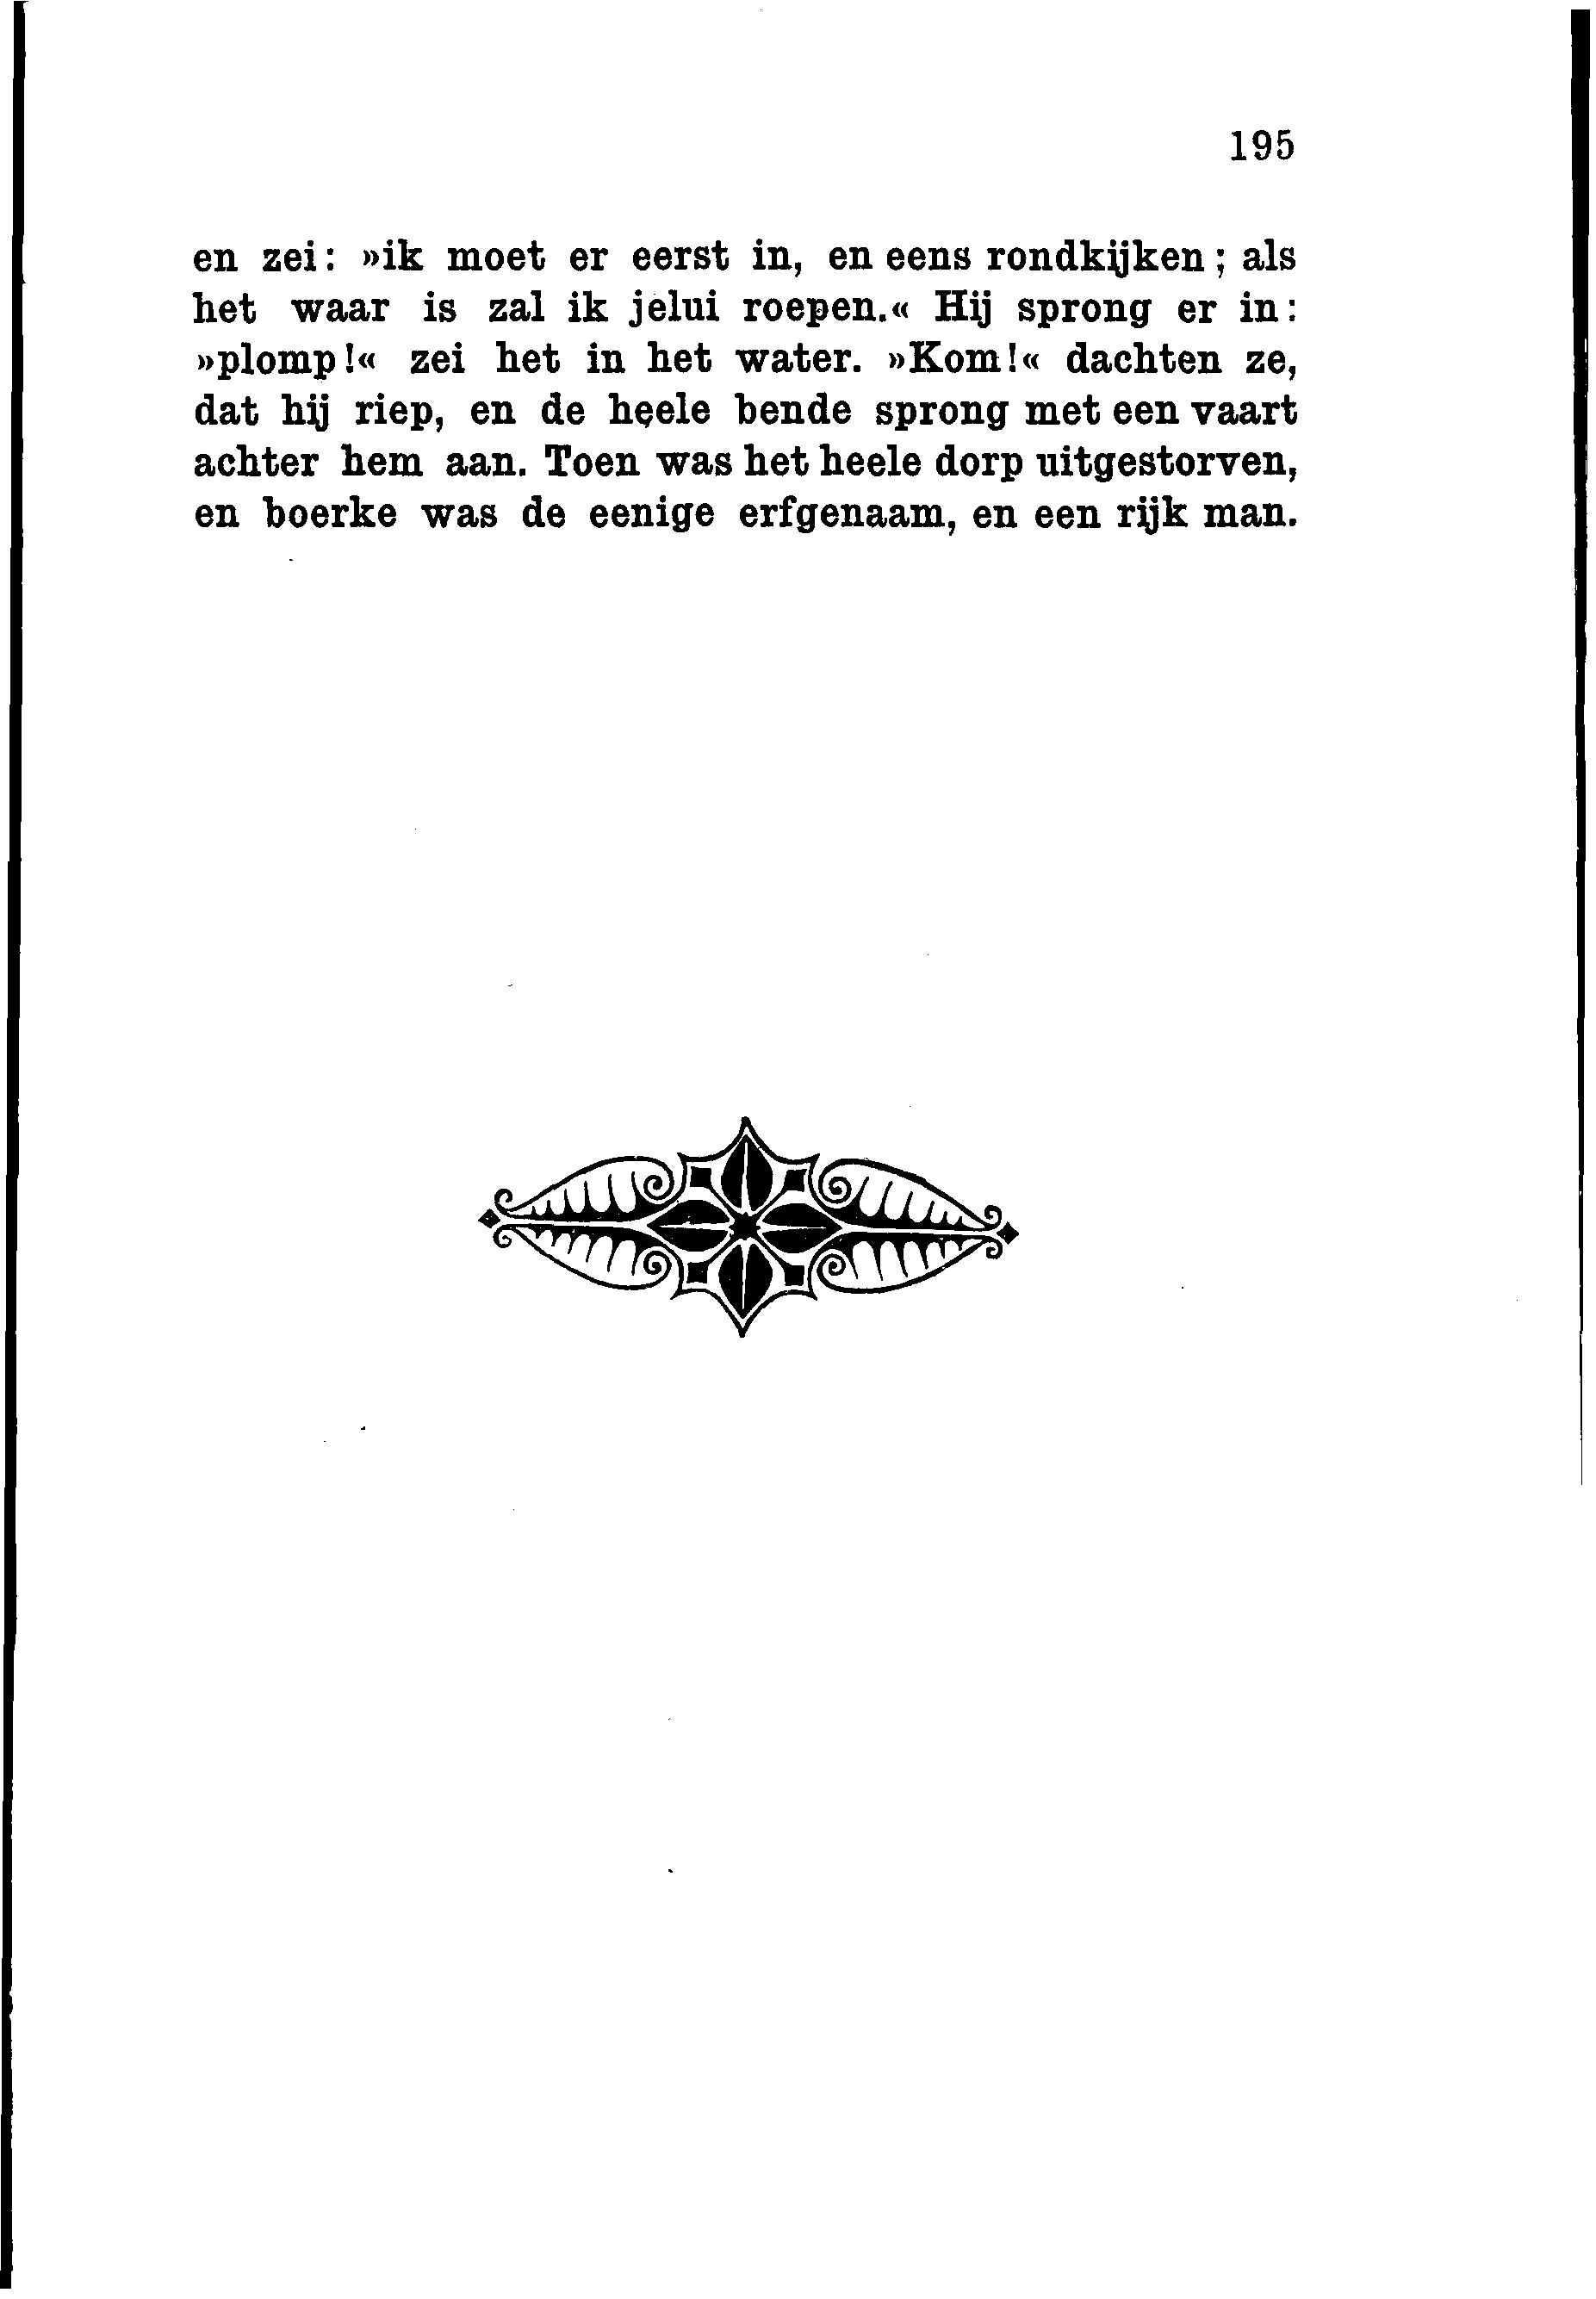 195
en zei: »ik moet er eerst in, en eens rondkijken; als
het waar is zal ik jelui roepen.« Hij sprong er in:
»plomp!« zei het in het water. »Kom!« dachten ze,
dat hij riep, en de heele bende sprong met een vaart
achter hem aan. Toen was het heele dorp uitgestorven,
en boerke was de eenige erfgenaam, en een rijk man.